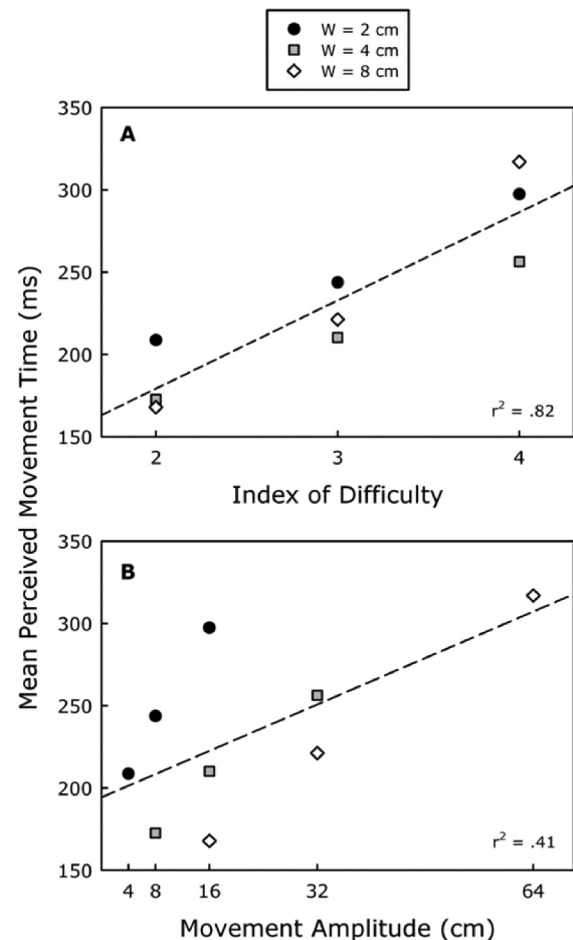 W = 2 cm
W = 4 cm
W = 8 cm
Mean Perceived Movement Time (ms)
A
350
300
250
200
150
r² = .82
2 3 4
Index of Difficulty
B
350
300
250
200
150
r² = .41
4 8 16 32 64
Movement Amplitude (cm)